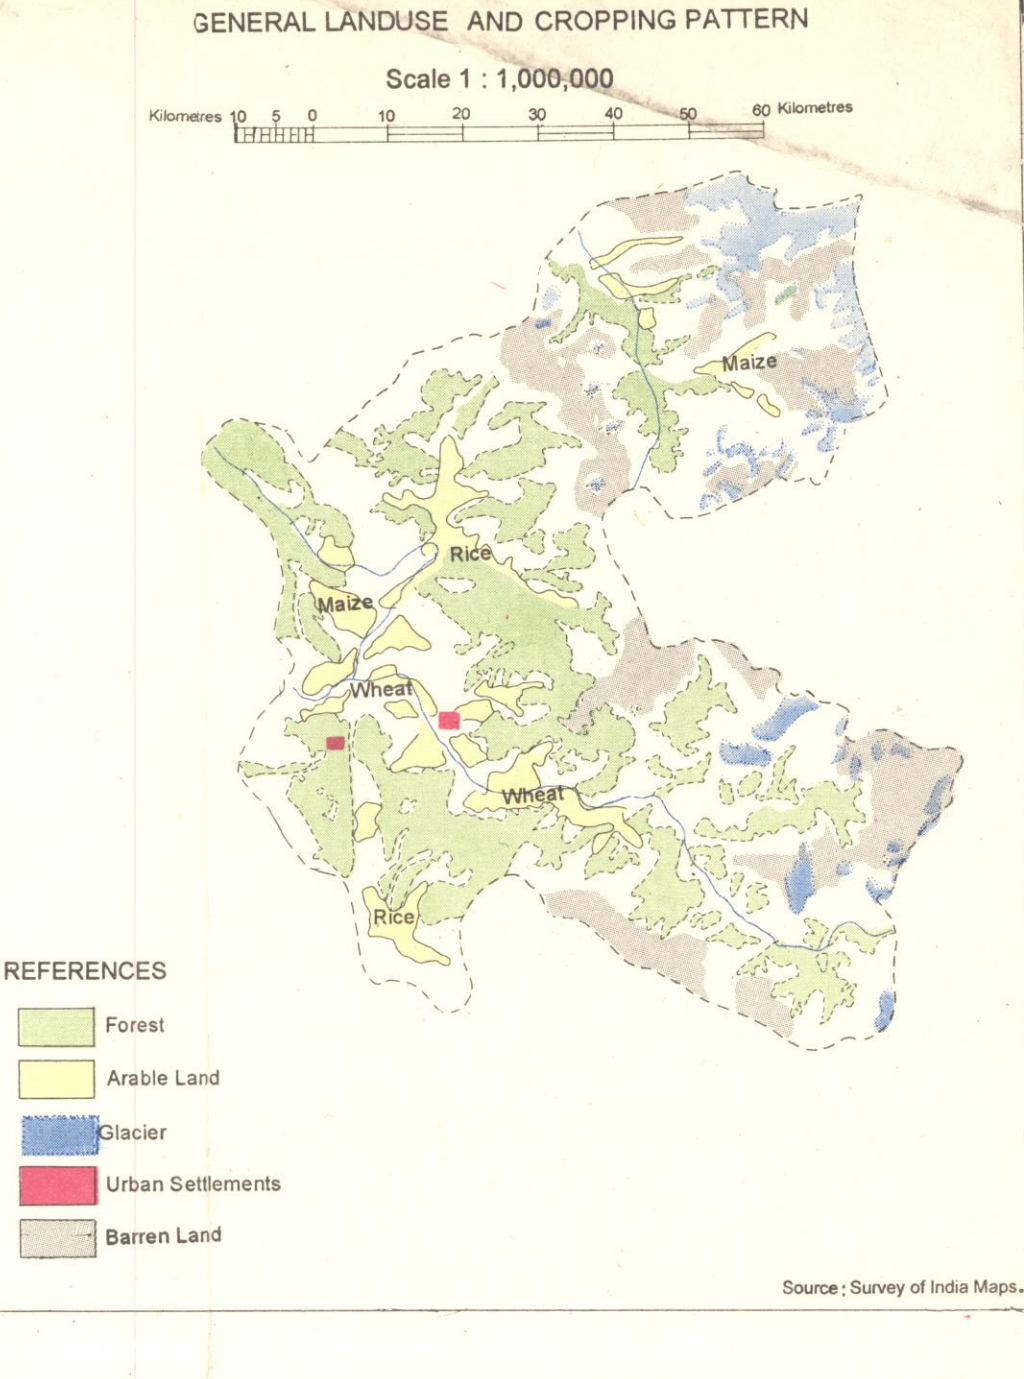 GENERAL LANDUSE AND CROPPING PATTERN
Scale 1 : 1,000,000
Kilometres 10 5 0 10 20 30 40 50 60 Kilometres
Maize
Rice
Maize
Wheat
Wheat
Rice
REFERENCES
Forest
Arable Land
Glacier
Urban Settlements
Barren Land
Source : Survey of India Maps.